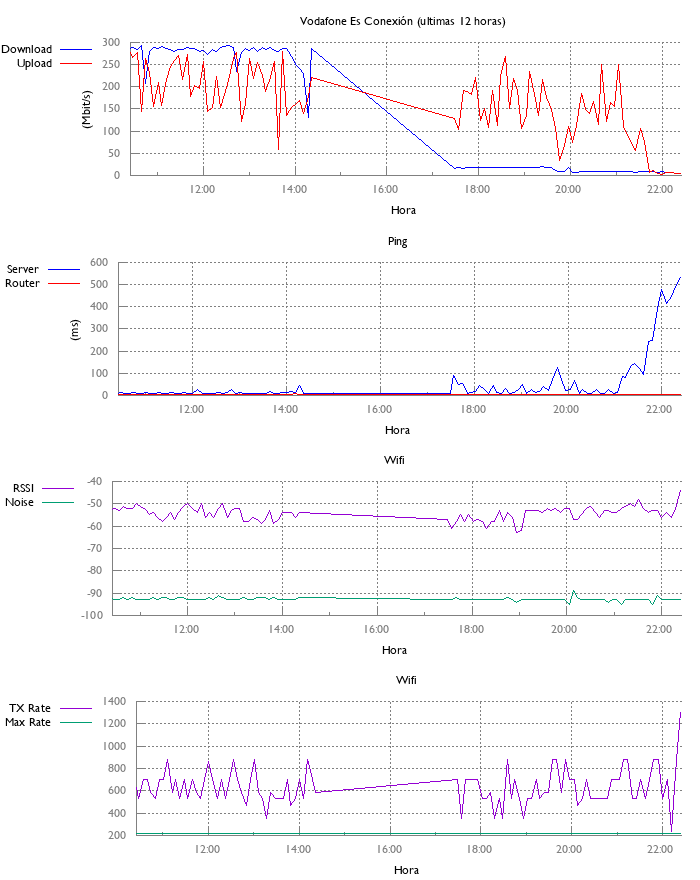 Vodafone Es Conexión (ultimas 12 horas)
Download
Upload
(Mbit/s)
300
250
200
150
100
50
0
12:00 14:00 16:00 18:00 20:00 22:00
Hora
Ping
Server
Router
(ms)
600
500
400
300
200
100
0
12:00 14:00 16:00 18:00 20:00 22:00
Hora
Wifi
RSSI
Noise
-40
-50
-60
-70
-80
-90
-100
12:00 14:00 16:00 18:00 20:00 22:00
Hora
Wifi
TX Rate
Max Rate
1400
1200
1000
800
600
400
200
12:00 14:00 16:00 18:00 20:00 22:00
Hora